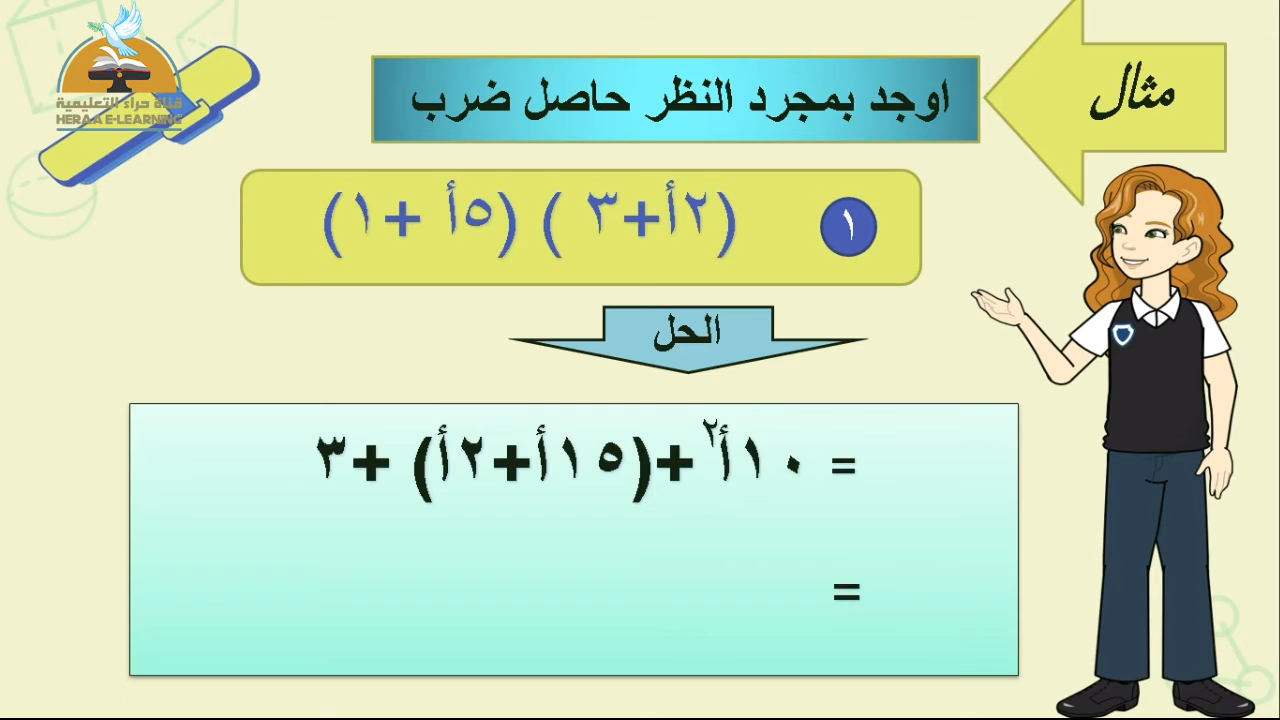 قناة حراء التعليمية
HERAA E-LEARNING
مثال
اوجد بمجرد النظر حاصل ضرب
١ (٢أ+٣ ) (٥أ +١)
الحل
= ١٠أ٢ +(١٥أ+٢أ) +٣
=